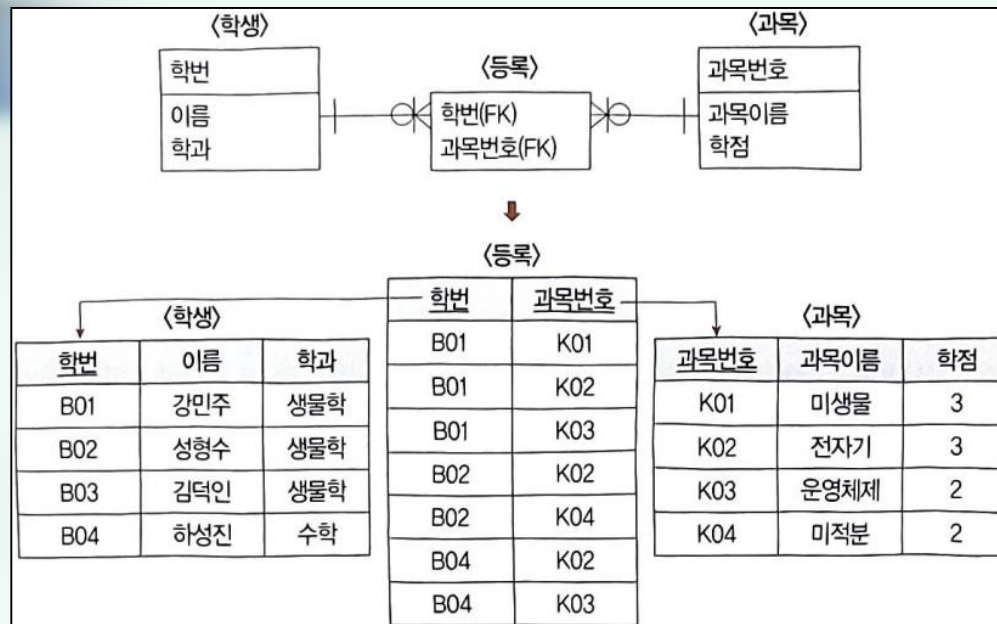 〈학생〉
학번
이름
학과
〈등록〉
학번(FK)
과목번호(FK)
〈과목〉
과목번호
과목이름
학점
〈등록〉
학번 과목번호
B01 K01
B01 K02
B01 K03
B02 K02
B02 K04
B04 K02
B04 K03
〈학생〉
학번 이름 학과
B01 강민주 생물학
B02 성형수 생물학
B03 김덕인 생물학
B04 하성진 수학
〈과목〉
과목번호 과목이름 학점
K01 미생물 3
K02 전자기 3
K03 운영체제 2
K04 미적분 2